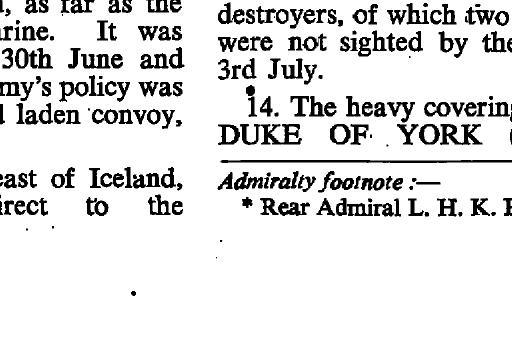 , as far as the
rine. It was
30th June and
my's policy was
laden convoy,
east of Iceland,
irect to the
destroyers, of which two
were not sighted by the
3rd July.
14. The heavy covering
DUKE OF YORK (
Admiralty footnote :—
* Rear Admiral L. H. K.